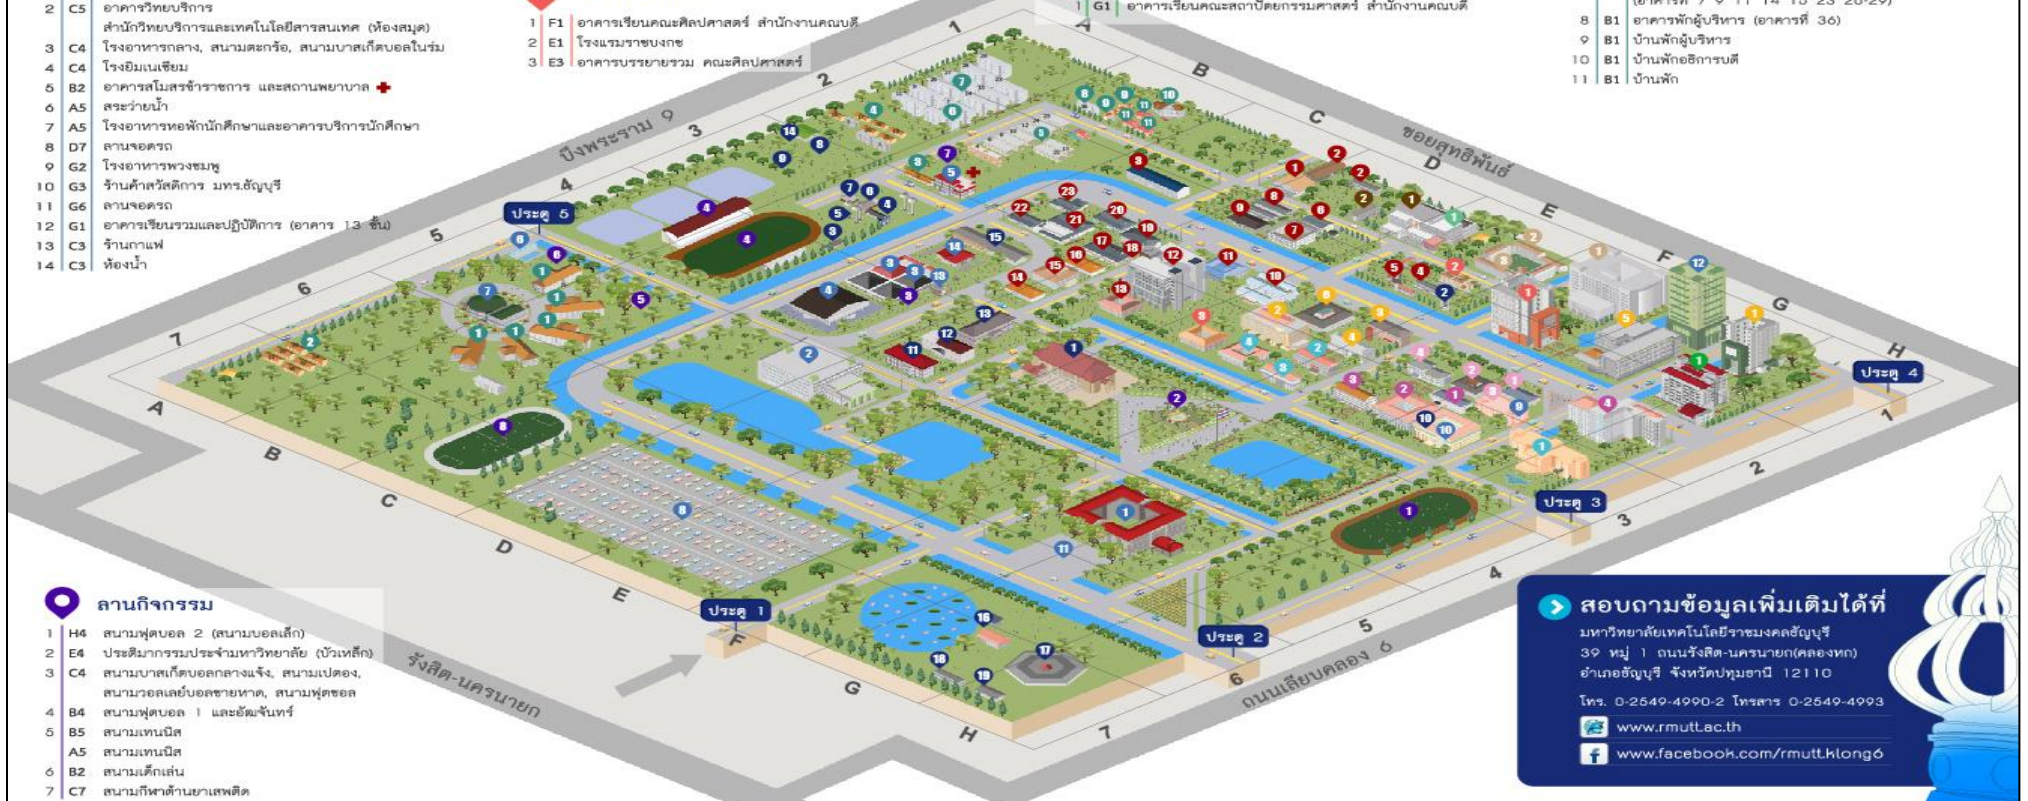 2 C5 อาคารวิทยบริการ
สำนักวิทยบริการและเทคโนโลยีสารสนเทศ (ห้องสมุด)
3 C4 โรงอาหารกลาง, สนามตะกร้อ, สนามบาสเก็ตบอลในร่ม
4 C4 โรงยิมเนเซียม
5 B2 อาคารสโมสรข้าราชการ และสถานพยาบาล
6 A5 สระว่ายน้ำ
7 A5 โรงอาหารหอพักนักศึกษาและอาคารบริการนักศึกษา
8 D7 ลานจอดรถ
9 G2 โรงอาหารพวงชมพู
10 G3 ร้านค้าสวัสดิการ มทร.ธัญบุรี
11 G6 ลานจอดรถ
12 G1 อาคารเรียนรวมและปฏิบัติการ (อาคาร 13 ชั้น)
13 C3 ร้านกาแฟ
14 C3 ห้องน้ำ
1 F1 อาคารเรียนคณะศิลปศาสตร์ สำนักงานคณบดี
2 E1 โรงแรมราชบงกช
3 E3 อาคารบรรยายรวม คณะศิลปศาสตร์
1 G1 อาคารเรียนคณะสถาปัตยกรรมศาสตร์ สำนักงานคณบดี
(อาคารที่ 7 9 11 14 15 23 26-29)
8 B1 อาคารพักผู้บริหาร (อาคารที่ 36)
9 B1 บ้านพักผู้บริหาร
10 B1 บ้านพักอธิการบดี
11 B1 บ้านพัก
บึงพระราม 9
ซอยสุทธิพันธ์
ประตู 5
ประตู 4
ประตู 3
ประตู 1
ประตู 2
รังสิต-นครนายก
ถนนเลียบคลอง 6
A B C D E F G H
1 2 3 4 5 6 7
ลานกิจกรรม
1 H4 สนามฟุตบอล 2 (สนามบอลเล็ก)
2 E4 ประติมากรรมประจำมหาวิทยาลัย (บัวเหล็ก)
3 C4 สนามบาสเก็ตบอลกลางแจ้ง, สนามเปตอง,
สนามวอลเลย์บอลชายหาด, สนามฟุตซอล
4 B4 สนามฟุตบอล 1 และอัฒจันทร์
5 B5 สนามเทนนิส
A5 สนามเทนนิส
6 B2 สนามเด็กเล่น
7 C7 สนามกีฬาต้านยาเสพติด
สอบถามข้อมูลเพิ่มเติมได้ที่
มหาวิทยาลัยเทคโนโลยีราชมงคลธัญบุรี
39 หมู่ 1 ถนนรังสิต-นครนายก(คลองหก)
อำเภอธัญบุรี จังหวัดปทุมธานี 12110
โทร. 0-2549-4990-2 โทรสาร 0-2549-4993
www.rmutt.ac.th
www.facebook.com/rmutt.klong6